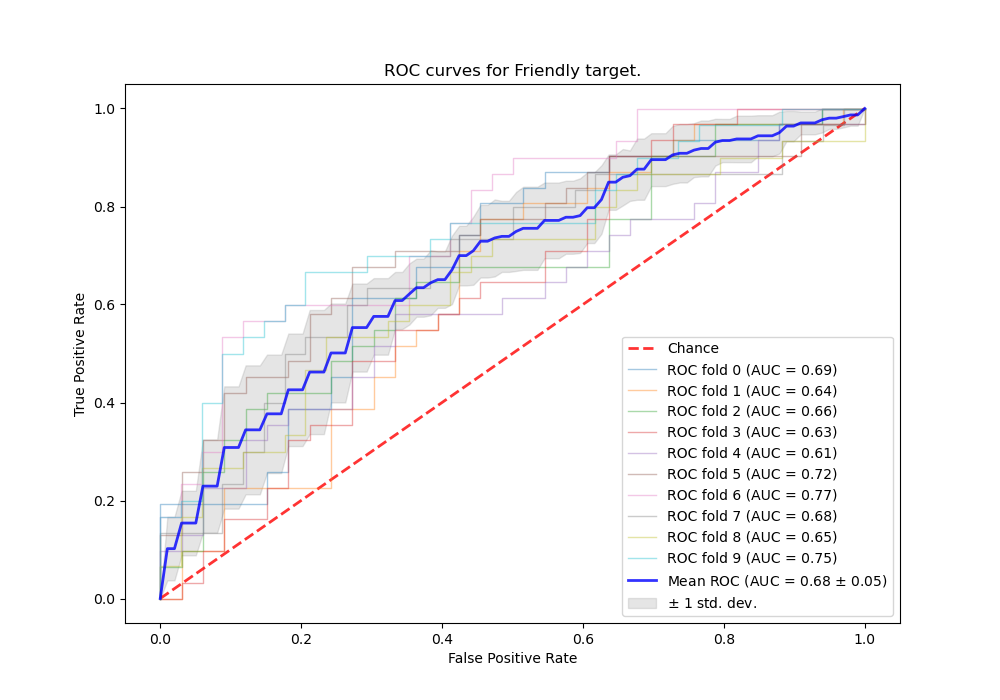 ROC curves for Friendly target.
True Positive Rate
1.0
0.8
0.6
0.4
0.2
0.0
0.0 0.2 0.4 0.6 0.8 1.0
False Positive Rate
Chance
ROC fold 0 (AUC = 0.69)
ROC fold 1 (AUC = 0.64)
ROC fold 2 (AUC = 0.66)
ROC fold 3 (AUC = 0.63)
ROC fold 4 (AUC = 0.61)
ROC fold 5 (AUC = 0.72)
ROC fold 6 (AUC = 0.77)
ROC fold 7 (AUC = 0.68)
ROC fold 8 (AUC = 0.65)
ROC fold 9 (AUC = 0.75)
Mean ROC (AUC = 0.68 ± 0.05)
± 1 std. dev.